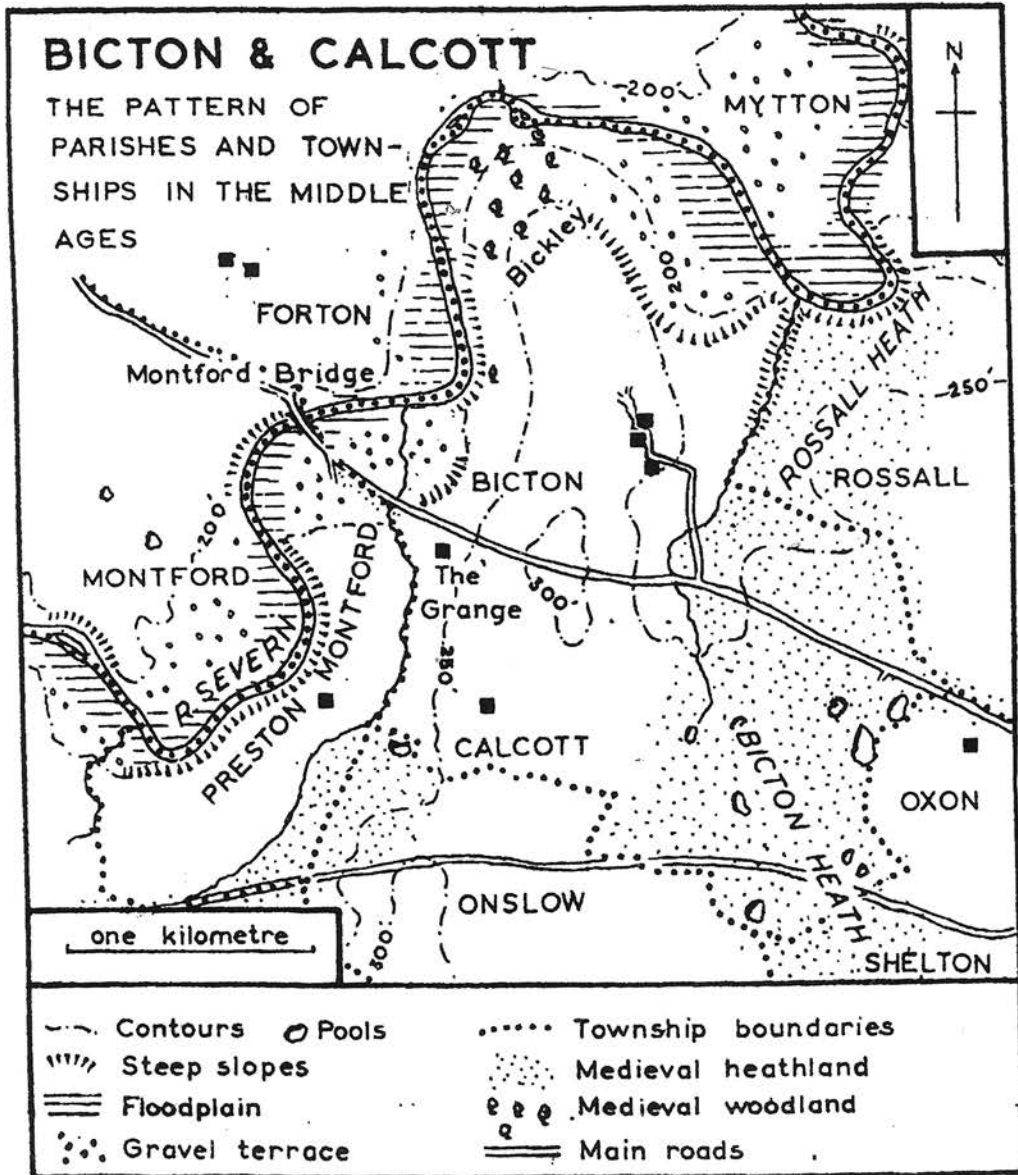 BICTON & CALCOTT
THE PATTERN OF
PARISHES AND TOWN-
SHIPS IN THE MIDDLE
AGES
N
200'
MYTTON
Bickley
200'
FORTON
Montford Bridge
ROSSALL HEATH
250'
ROSSALL
BICTON
200'
MONTFORD
The
Grange
300'
R SEVERN
PRESTON MONTFORD
250
CALCOTT
BICTON HEATH
OXON
ONSLOW
300'
SHELTON
one kilometre
Contours
Pools
Township boundaries
Steep slopes
Medieval heathland
Floodplain
Medieval woodland
Gravel terrace
Main roads